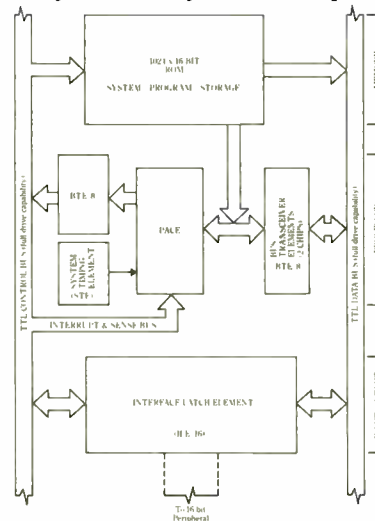 1024 x 16 BIT
ROM
SYSTEM PROGRAM STORAGE
BTE 8
PACE
BUS
TRANSCEIVER
ELEMENTS
(2 CHIPS)
BTE 8
SYSTEM
TIMING
ELEMENT
(STE)
INTERRUPT & SENSE BUS
TTL CONTROL BUS (full drive capability)
TTL DATA BUS (full drive capability)
INTERFACE LATCH ELEMENT
(ILE 16)
To 16 bit
Peripheral